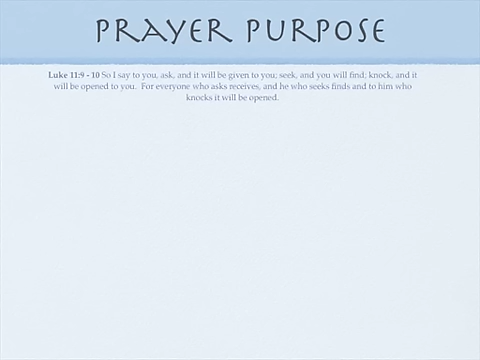 PRAYER PURPOSE
Luke 11:9 - 10 So I say to you, ask, and it will be given to you; seek, and you will find; knock, and it
will be opened to you.  For everyone who asks receives, and he who seeks finds and to him who
knocks it will be opened.